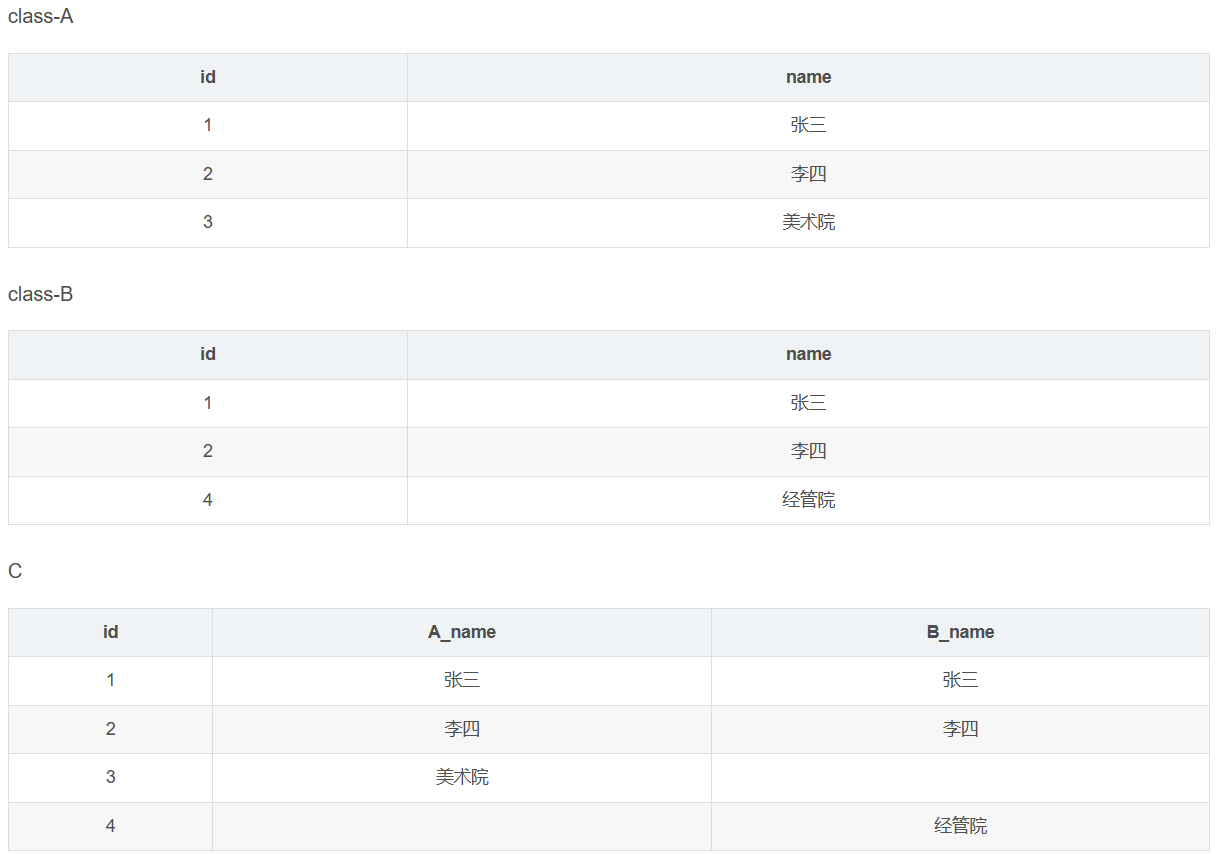 class-A
id name
1 张三
2 李四
3 美术院
class-B
id name
1 张三
2 李四
4 经管院
C
id A_name B_name
1 张三 张三
2 李四 李四
3 美术院
4 经管院